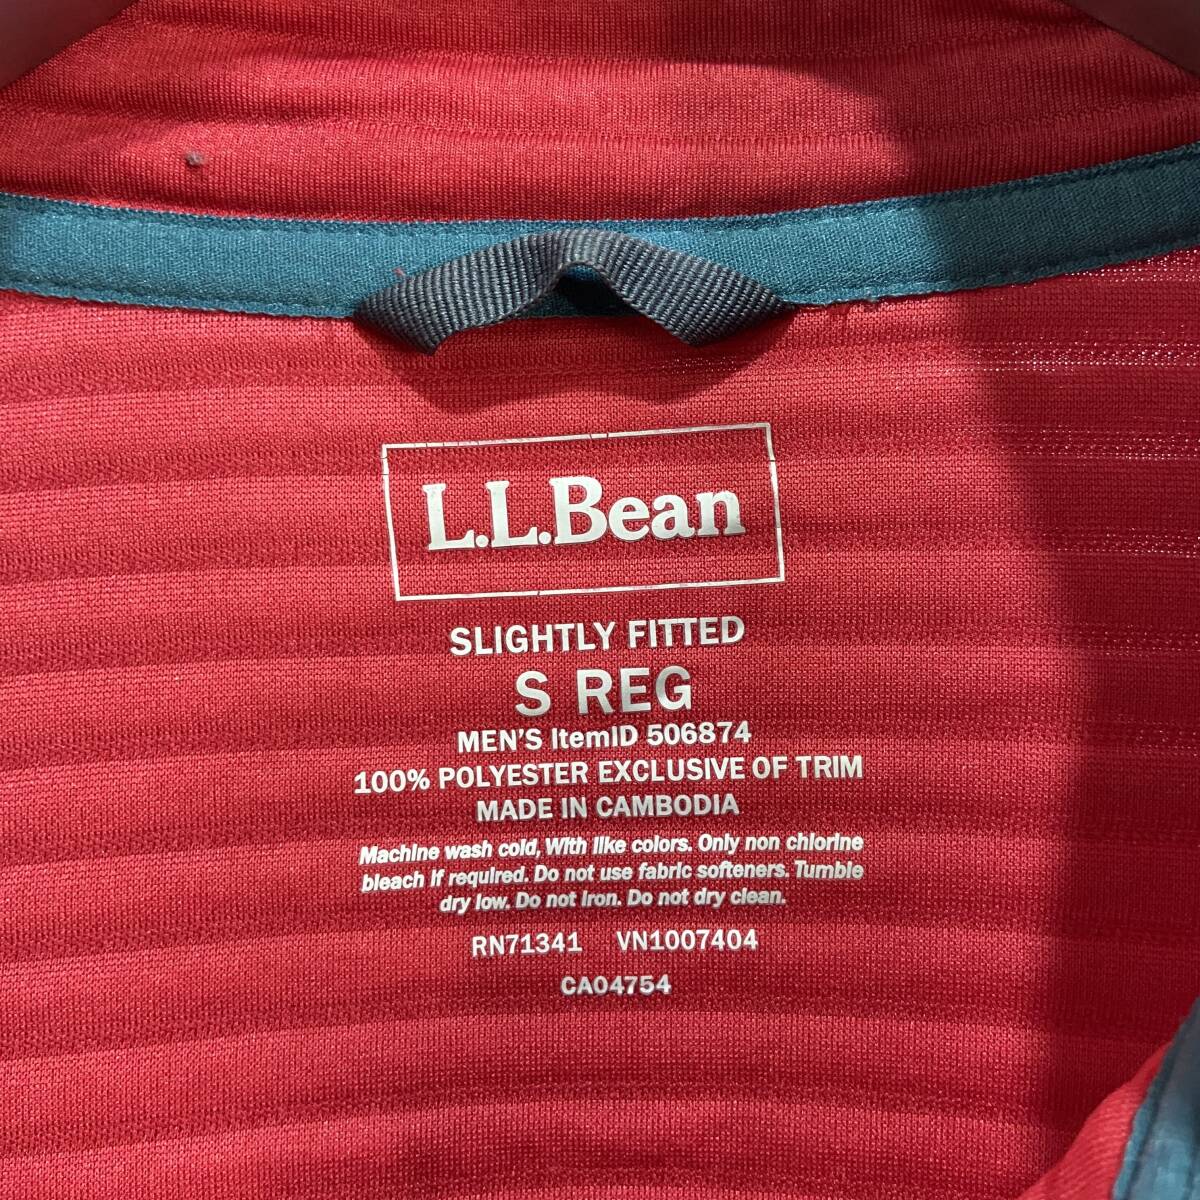 L.L.Bean
SLIGHTLY FITTED
S REG
MEN'S ItemID 506874
100% POLYESTER EXCLUSIVE OF TRIM
MADE IN CAMBODIA
Machine wash cold, With like colors. Only non chlorine
bleach if required. Do not use fabric softeners. Tumble
dry low. Do not iron. Do not dry clean.
RN71341 VN1007404
CA04754